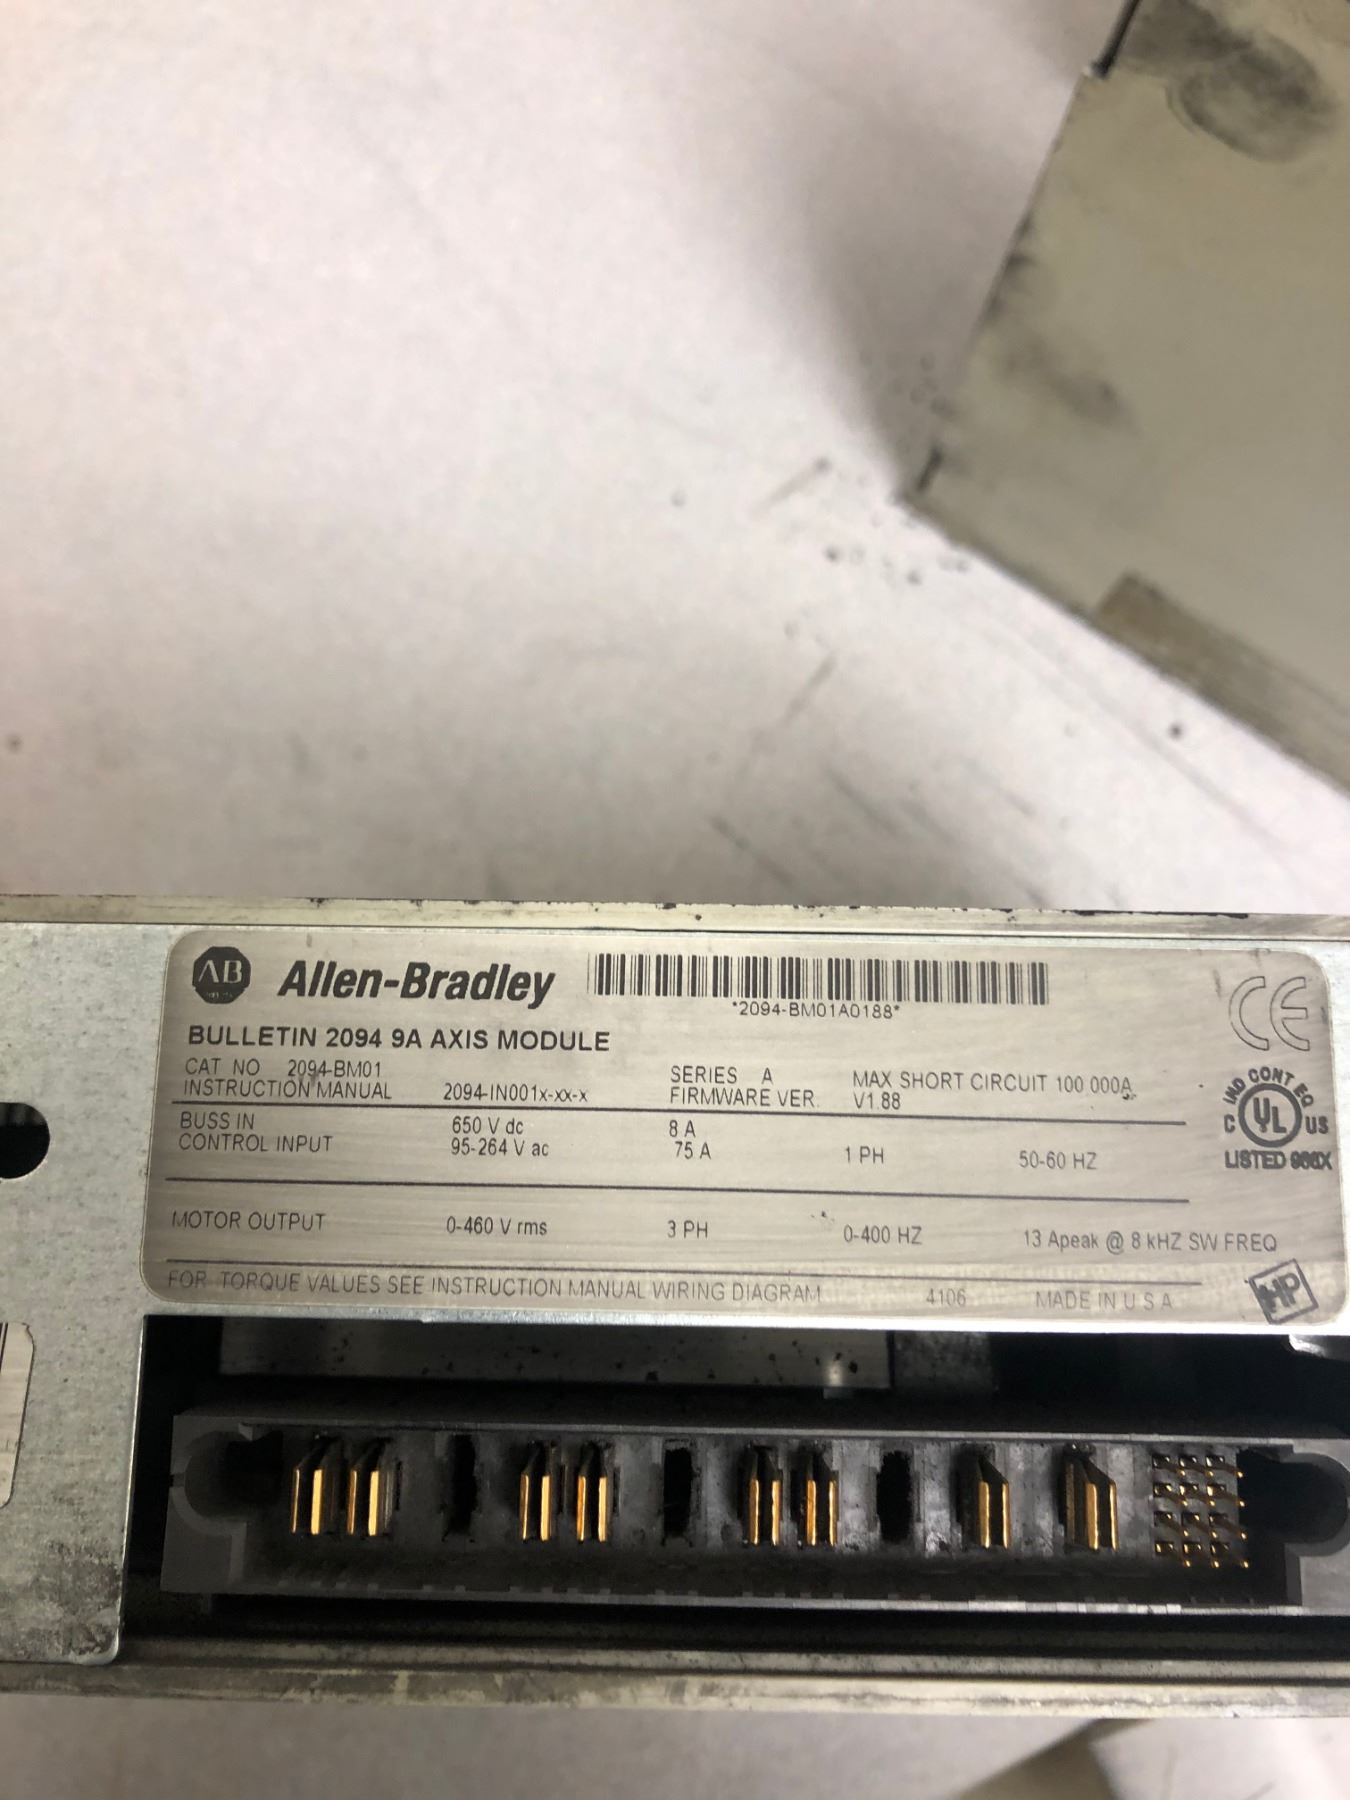 AB Allen-Bradley
*2094-BM01A0188*
CE
BULLETIN 2094 9A AXIS MODULE
CAT NO 2094-BM01 SERIES A MAX SHORT CIRCUIT 100 000A
INSTRUCTION MANUAL 2094-IN001x-xx-x FIRMWARE VER. V1.88
IND CONT EQ
C UL US
LISTED
BUSS IN 650 V dc 8 A
CONTROL INPUT 95-264 V ac 75 A 1 PH 50-60 HZ
MOTOR OUTPUT 0-460 V rms 3 PH 0-400 HZ 13 Apeak @ 8 kHZ SW FREQ
FOR TORQUE VALUES SEE INSTRUCTION MANUAL WIRING DIAGRAM 4106 MADE IN U S A
HP